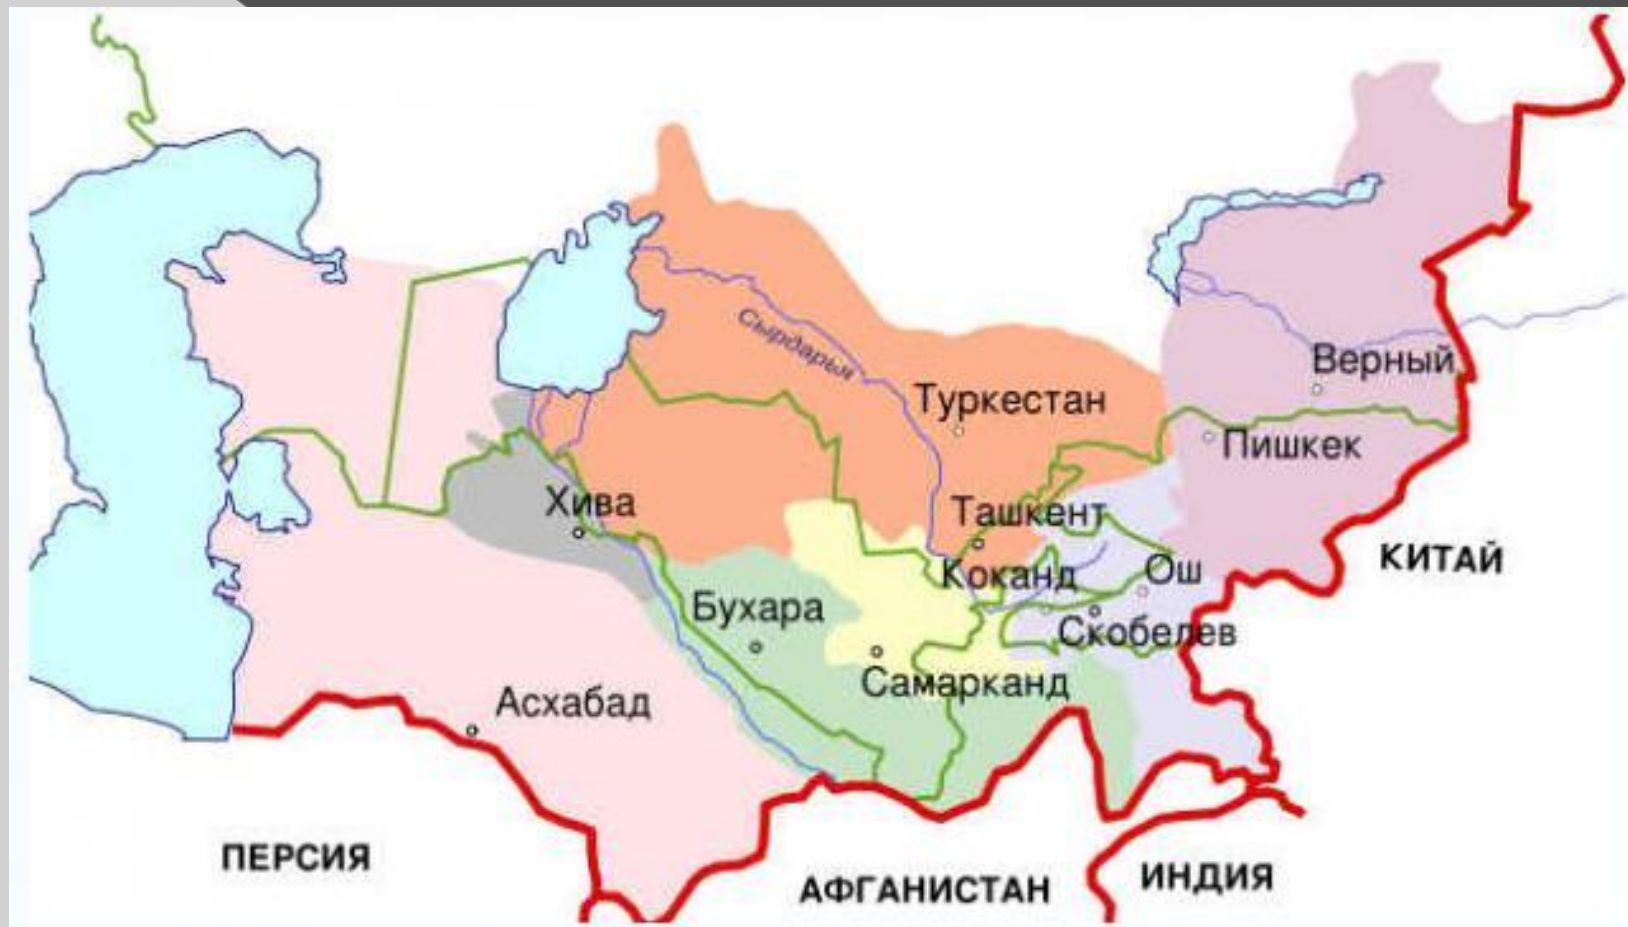 Сырдарья
Верный
Туркестан
Пишкек
Хива
Ташкент
КИТАЙ
Коканд
Ош
Бухара
Скобелев
Самарканд
Асхабад
ПЕРСИЯ
АФГАНИСТАН
ИНДИЯ